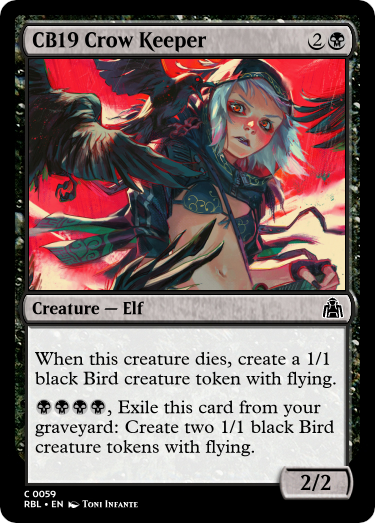 CB19 Crow Keeper 2
Creature — Elf
When this creature dies, create a 1/1
black Bird creature token with flying.
, Exile this card from your
graveyard: Create two 1/1 black Bird
creature tokens with flying.
2/2
C 0059
RBL • EN Toni Infante